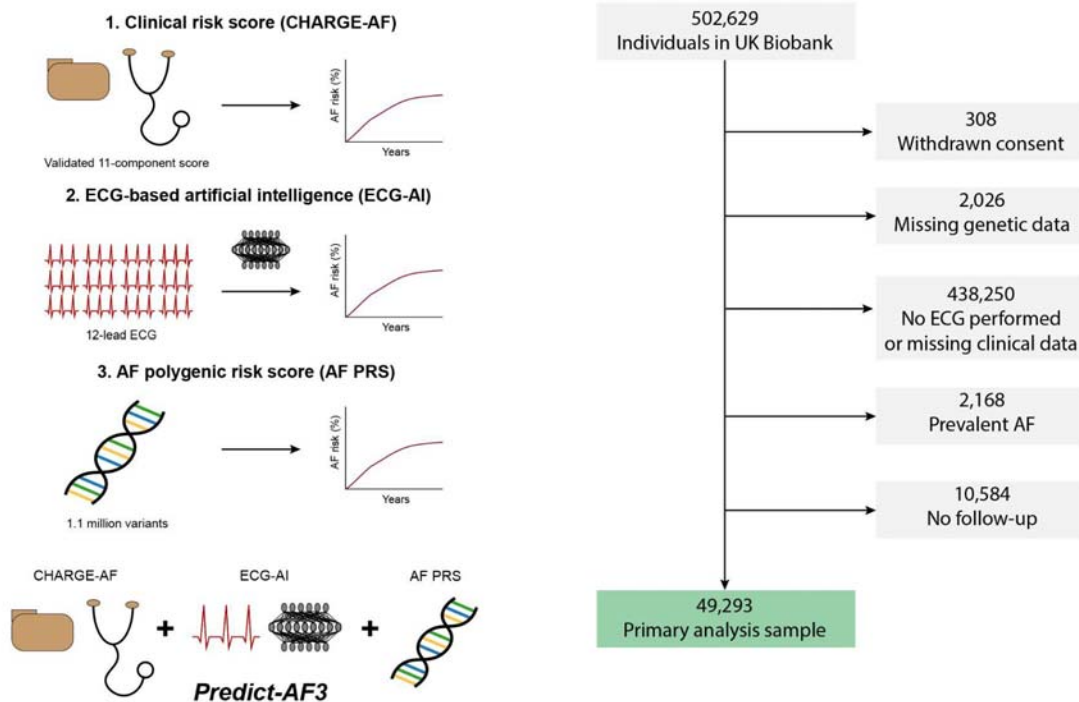 1. Clinical risk score (CHARGE-AF)
AF risk (%)
Years
Validated 11-component score
2. ECG-based artificial intelligence (ECG-AI)
AF risk (%)
Years
12-lead ECG
3. AF polygenic risk score (AF PRS)
AF risk (%)
Years
1.1 million variants
CHARGE-AF
ECG-AI
AF PRS
+
+
Predict-AF3
502,629
Individuals in UK Biobank
308
Withdrawn consent
2,026
Missing genetic data
438,250
No ECG performed
or missing clinical data
2,168
Prevalent AF
10,584
No follow-up
49,293
Primary analysis sample